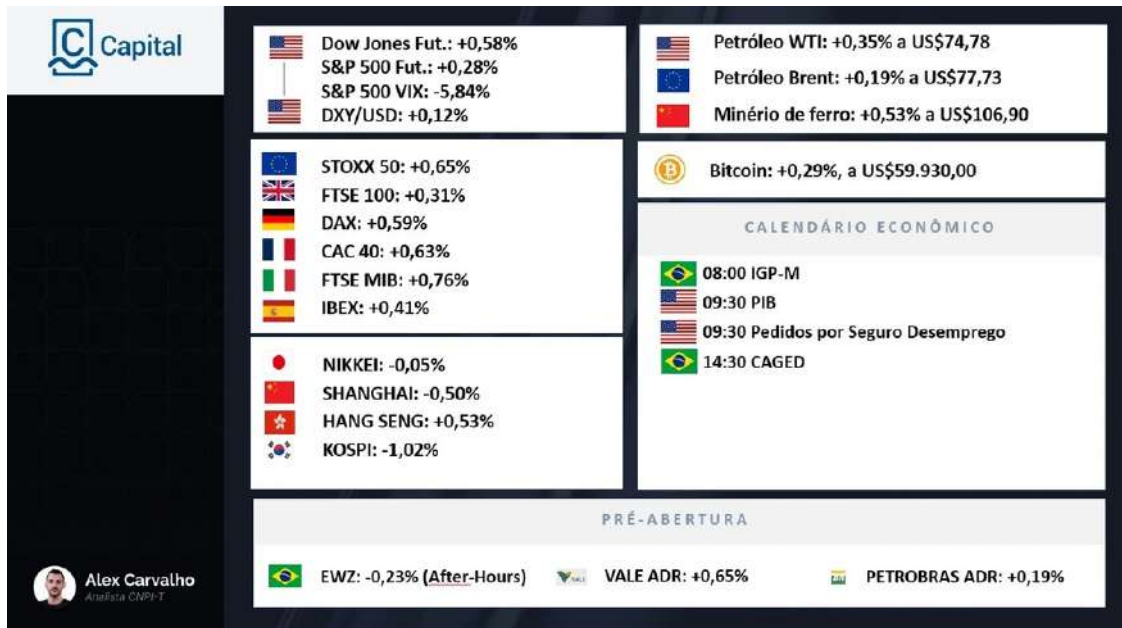 C Capital
Dow Jones Fut.: +0,58%
S&P 500 Fut.: +0,28%
S&P 500 VIX: -5,84%
DXY/USD: +0,12%
STOXX 50: +0,65%
FTSE 100: +0,31%
DAX: +0,59%
CAC 40: +0,63%
FTSE MIB: +0,76%
IBEX: +0,41%
NIKKEI: -0,05%
SHANGHAI: -0,50%
HANG SENG: +0,53%
KOSPI: -1,02%
Petróleo WTI: +0,35% a US$74,78
Petróleo Brent: +0,19% a US$77,73
Minério de ferro: +0,53% a US$106,90
Bitcoin: +0,29%, a US$59.930,00
CALENDÁRIO ECONÔMICO
08:00 IGP-M
09:30 PIB
09:30 Pedidos por Seguro Desemprego
14:30 CAGED
PRÉ-ABERTURA
EWZ: -0,23% (After-Hours)
VALE
VALE ADR: +0,65%
PETROBRAS ADR: +0,19%
Alex Carvalho
Analista CNPI-T